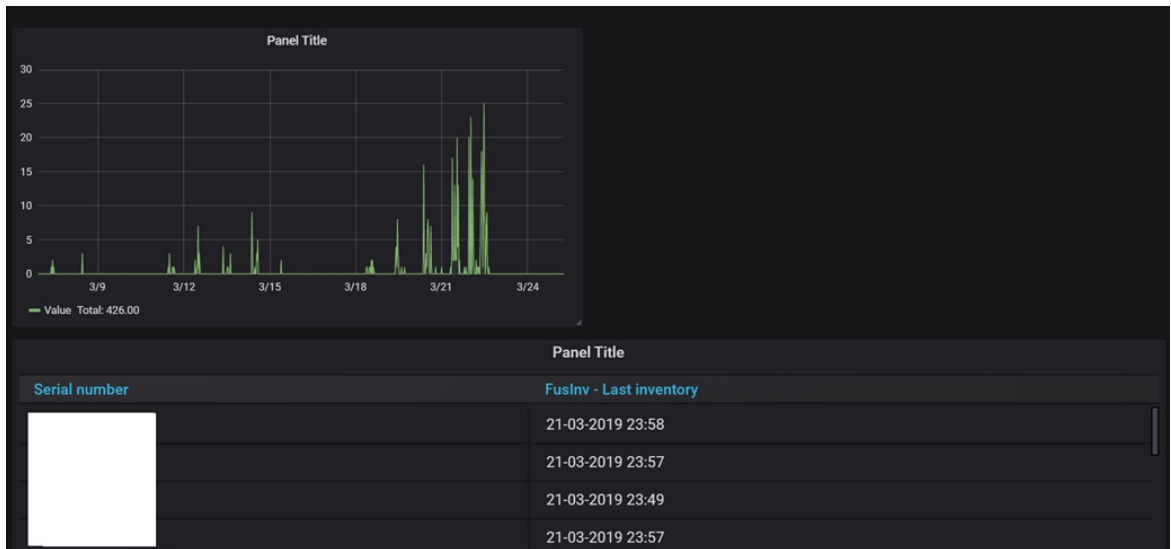 Panel Title
30
25
20
15
10
5
0
3/9 3/12 3/15 3/18 3/21 3/24
Value Total: 426.00
Panel Title
Serial number FusInv - Last inventory
21-03-2019 23:58
21-03-2019 23:57
21-03-2019 23:49
21-03-2019 23:57